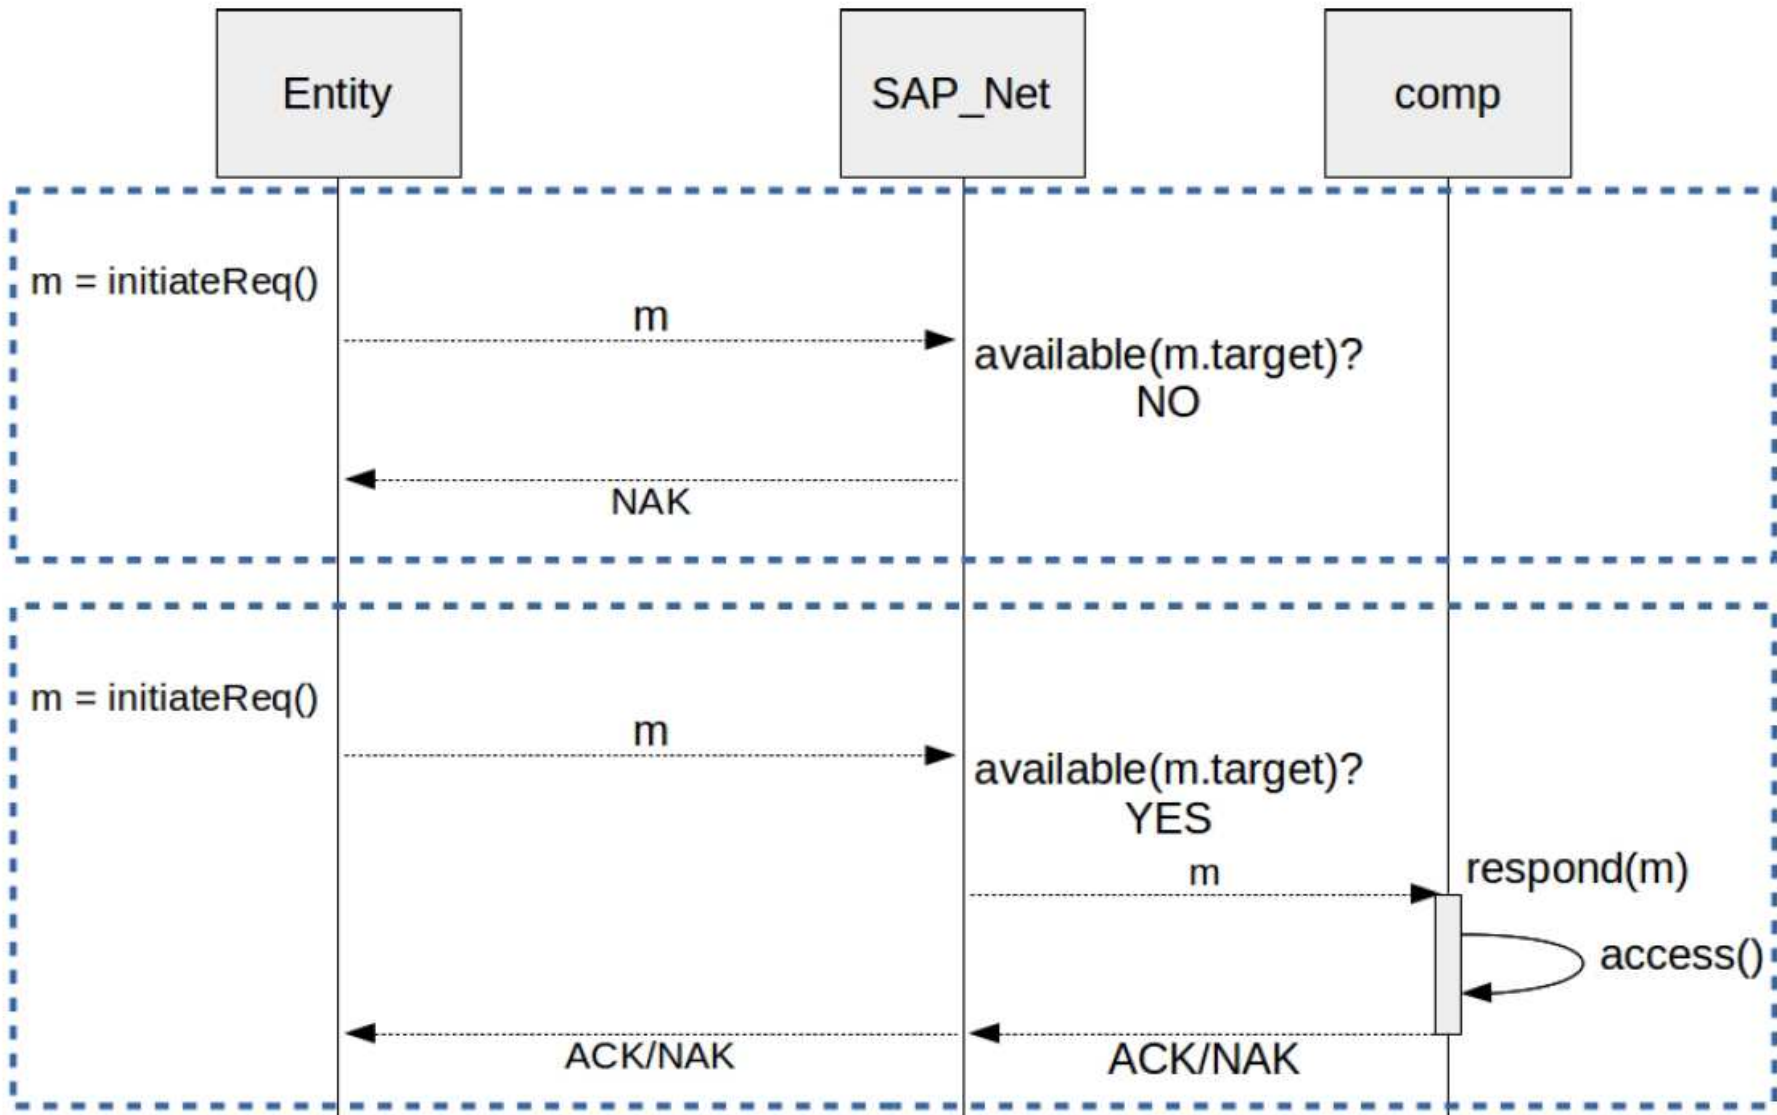 Entity
SAP_Net
comp
m = initiateReq()
m
available(m.target)?
NO
NAK
m = initiateReq()
m
available(m.target)?
YES
m
respond(m)
access()
ACK/NAK
ACK/NAK